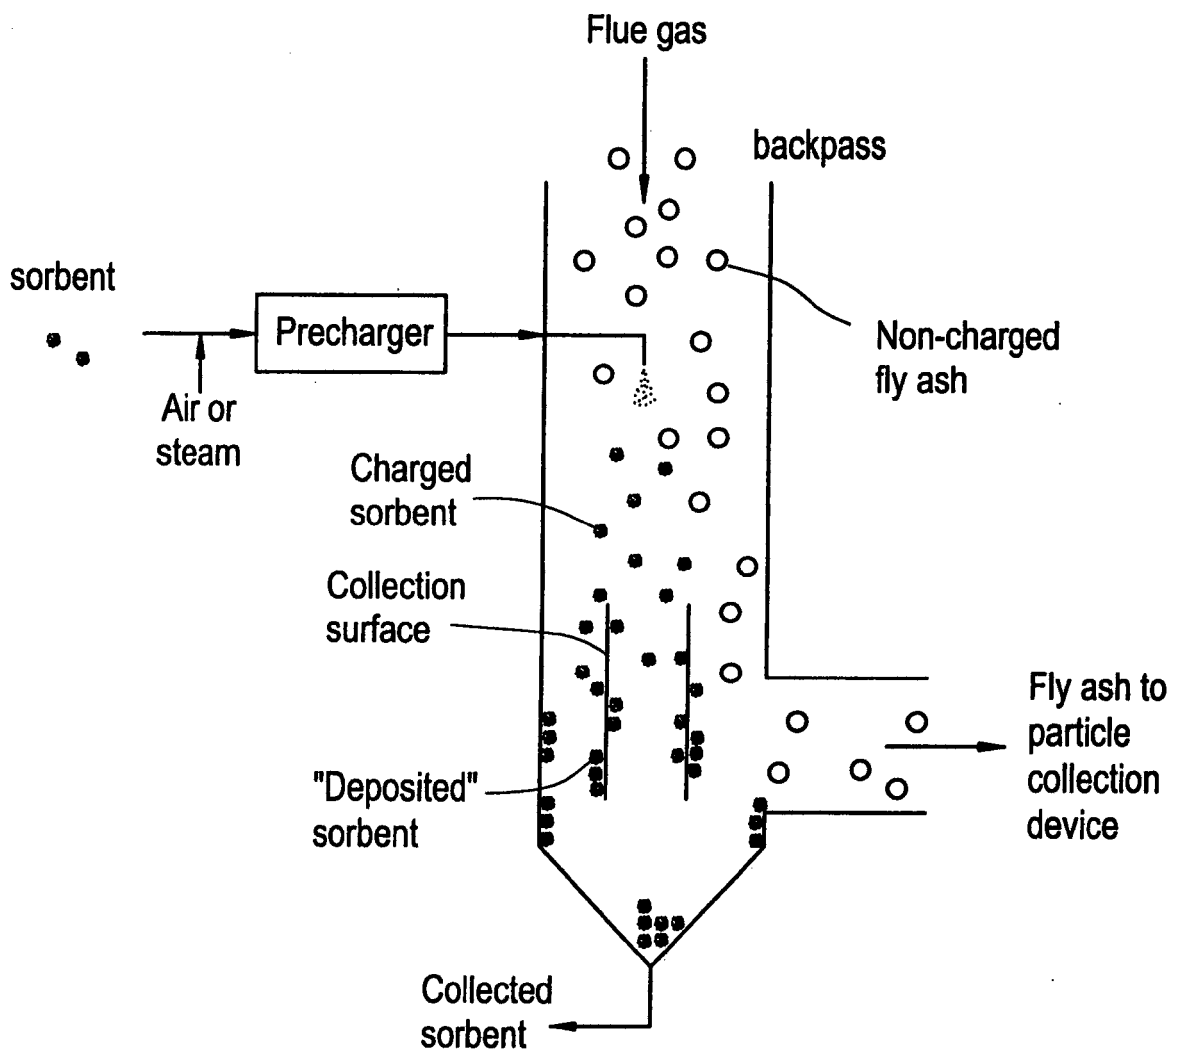 Flue gas
backpass
sorbent
Precharger
Non-charged
fly ash
Air or
steam
Charged
sorbent
Collection
surface
Fly ash to
particle
collection
device
"Deposited"
sorbent
Collected
sorbent